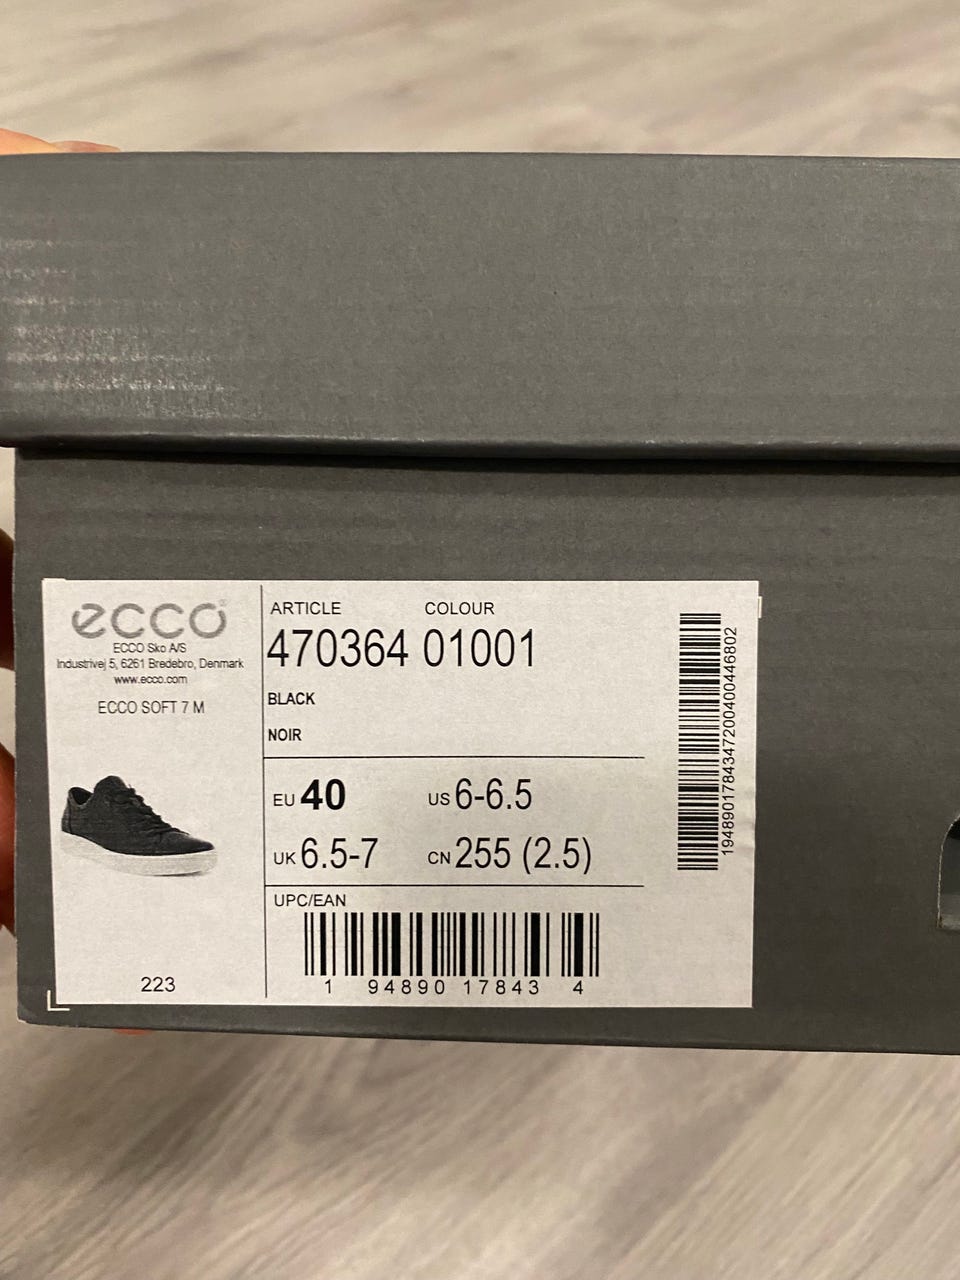 ecco®
ECCO Sko A/S
Industrivej 5, 6261 Bredebro, Denmark
www.ecco.com
ECCO SOFT 7 M
223
ARTICLE COLOUR
470364 01001
BLACK
NOIR
EU 40 US 6-6.5
UK 6.5-7 CN 255 (2.5)
UPC/EAN
1 94890 17843 4
19489017843472004004468​02